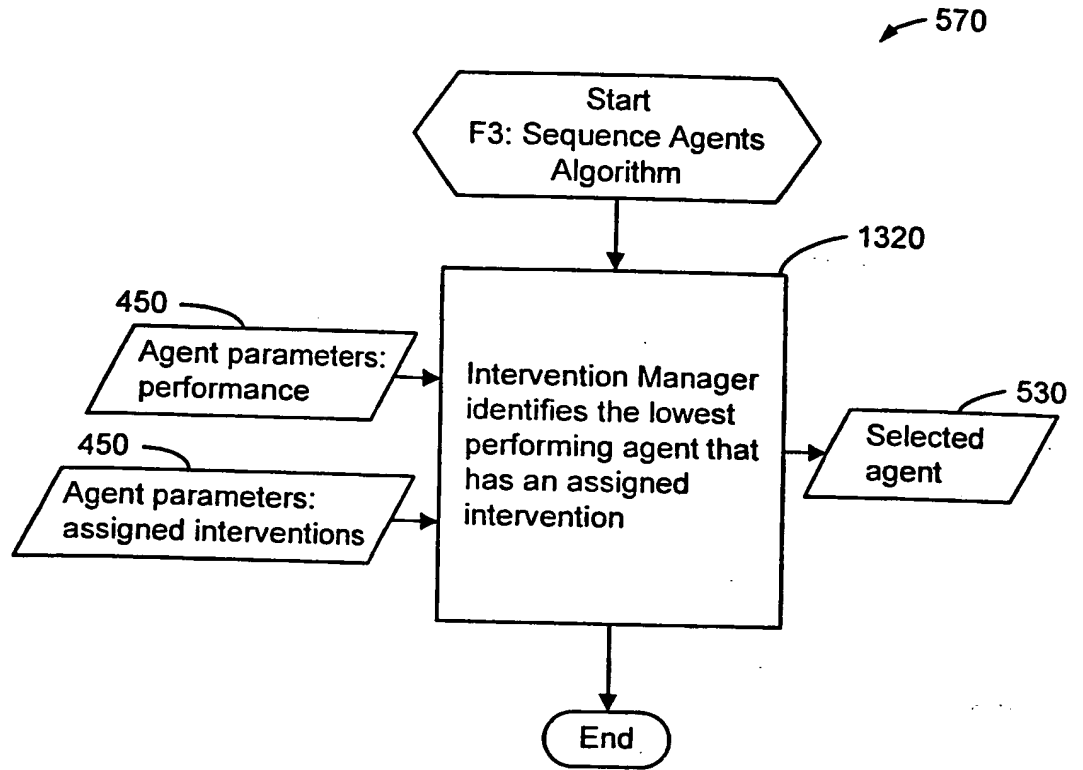 570
Start
F3: Sequence Agents
Algorithm
1320
450
Agent parameters:
performance
Intervention Manager
identifies the lowest
performing agent that
has an assigned
intervention
530
Selected
agent
450
Agent parameters:
assigned interventions
End